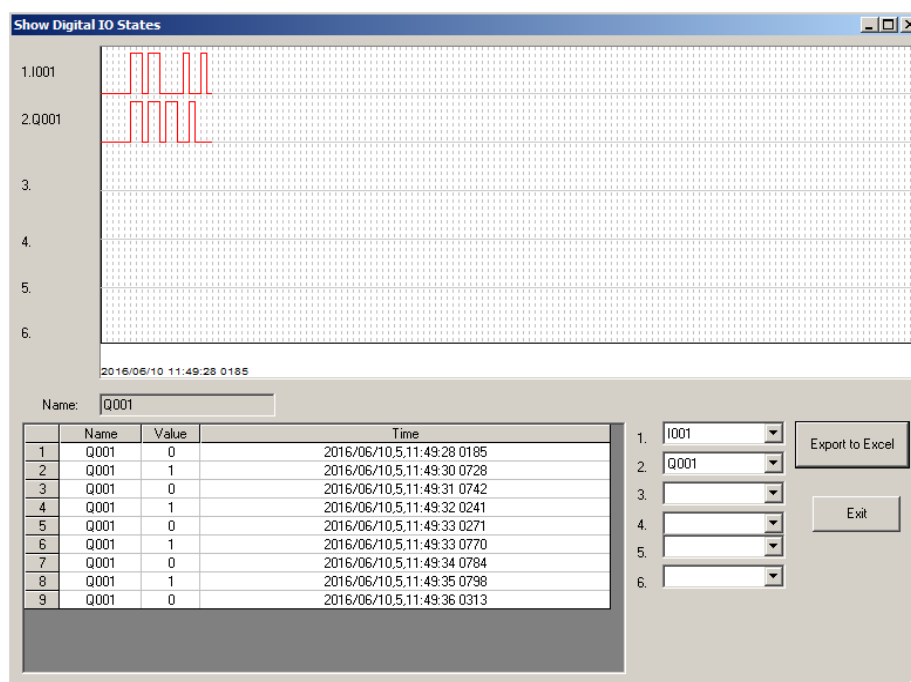 Show Digital IO States
1.I001
2.Q001
3.
4.
5.
6.
2016/06/10 11:49:28 0185
Name: Q001
Name Value Time
1 Q001 0 2016/06/10,5,11:49:28 0185
2 Q001 1 2016/06/10,5,11:49:30 0728
3 Q001 0 2016/06/10,5,11:49:31 0742
4 Q001 1 2016/06/10,5,11:49:32 0241
5 Q001 0 2016/06/10,5,11:49:33 0271
6 Q001 1 2016/06/10,5,11:49:33 0770
7 Q001 0 2016/06/10,5,11:49:34 0784
8 Q001 1 2016/06/10,5,11:49:35 0798
9 Q001 0 2016/06/10,5,11:49:36 0313
1. I001
2. Q001
3.
4.
5.
6.
Export to Excel
Exit